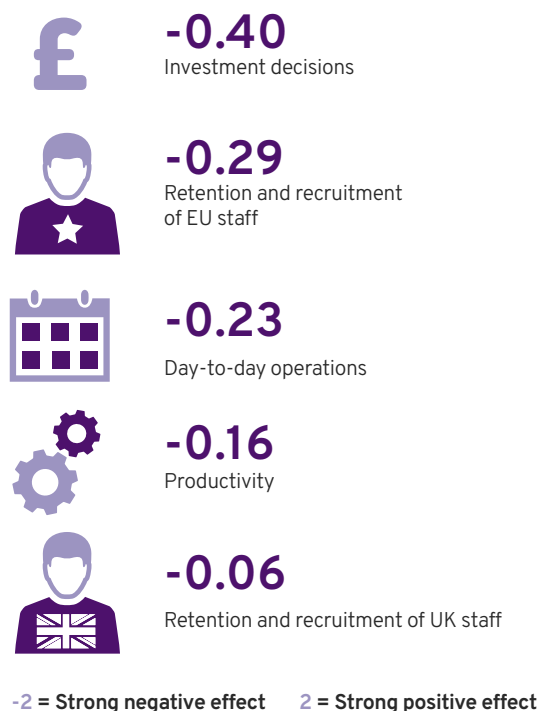 £
-0.40
Investment decisions
-0.29
Retention and recruitment
of EU staff
-0.23
Day-to-day operations
-0.16
Productivity
-0.06
Retention and recruitment of UK staff
-2 = Strong negative effect 2 = Strong positive effect